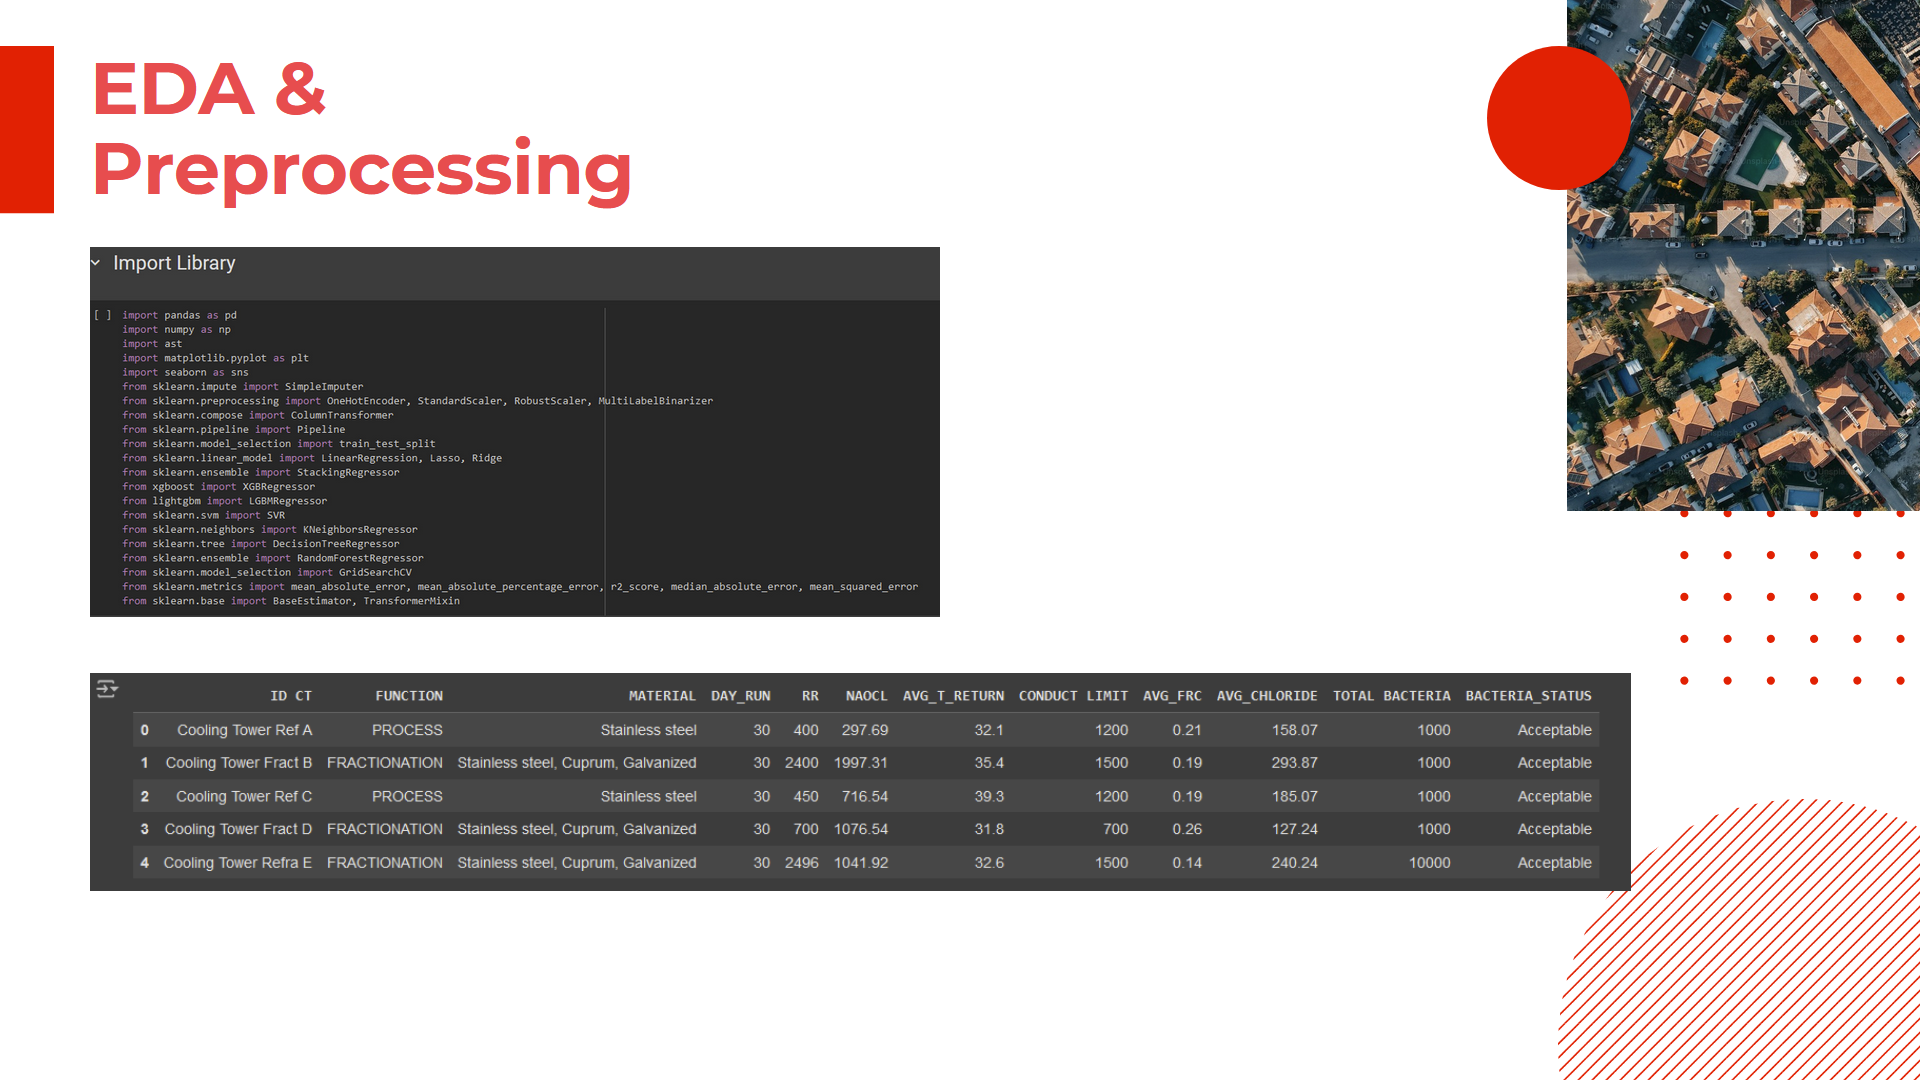 EDA &
Preprocessing
Import Library
[ ] import pandas as pd
import numpy as np
import ast
import matplotlib.pyplot as plt
import seaborn as sns
from sklearn.impute import SimpleImputer
from sklearn.preprocessing import OneHotEncoder, StandardScaler, RobustScaler, MultiLabelBinarizer
from sklearn.compose import ColumnTransformer
from sklearn.pipeline import Pipeline
from sklearn.model_selection import train_test_split
from sklearn.linear_model import LinearRegression, Lasso, Ridge
from sklearn.ensemble import StackingRegressor
from xgboost import XGBRegressor
from lightgbm import LGBMRegressor
from sklearn.svm import SVR
from sklearn.neighbors import KNeighborsRegressor
from sklearn.tree import DecisionTreeRegressor
from sklearn.ensemble import RandomForestRegressor
from sklearn.model_selection import GridSearchCV
from sklearn.metrics import mean_absolute_error, mean_absolute_percentage_error, r2_score, median_absolute_error, mean_squared_error
from sklearn.base import BaseEstimator, TransformerMixin
ID CT FUNCTION MATERIAL DAY_RUN RR NAOCL AVG_T_RETURN CONDUCT LIMIT AVG_FRC AVG_CHLORIDE TOTAL BACTERIA BACTERIA_STATUS
0 Cooling Tower Ref A PROCESS Stainless steel 30 400 297.69 32.1 1200 0.21 158.07 1000 Acceptable
1 Cooling Tower Fract B FRACTIONATION Stainless steel, Cuprum, Galvanized 30 2400 1997.31 35.4 1500 0.19 293.87 1000 Acceptable
2 Cooling Tower Ref C PROCESS Stainless steel 30 450 716.54 39.3 1200 0.19 185.07 1000 Acceptable
3 Cooling Tower Fract D FRACTIONATION Stainless steel, Cuprum, Galvanized 30 700 1076.54 31.8 700 0.26 127.24 1000 Acceptable
4 Cooling Tower Refra E FRACTIONATION Stainless steel, Cuprum, Galvanized 30 2496 1041.92 32.6 1500 0.14 240.24 10000 Acceptable